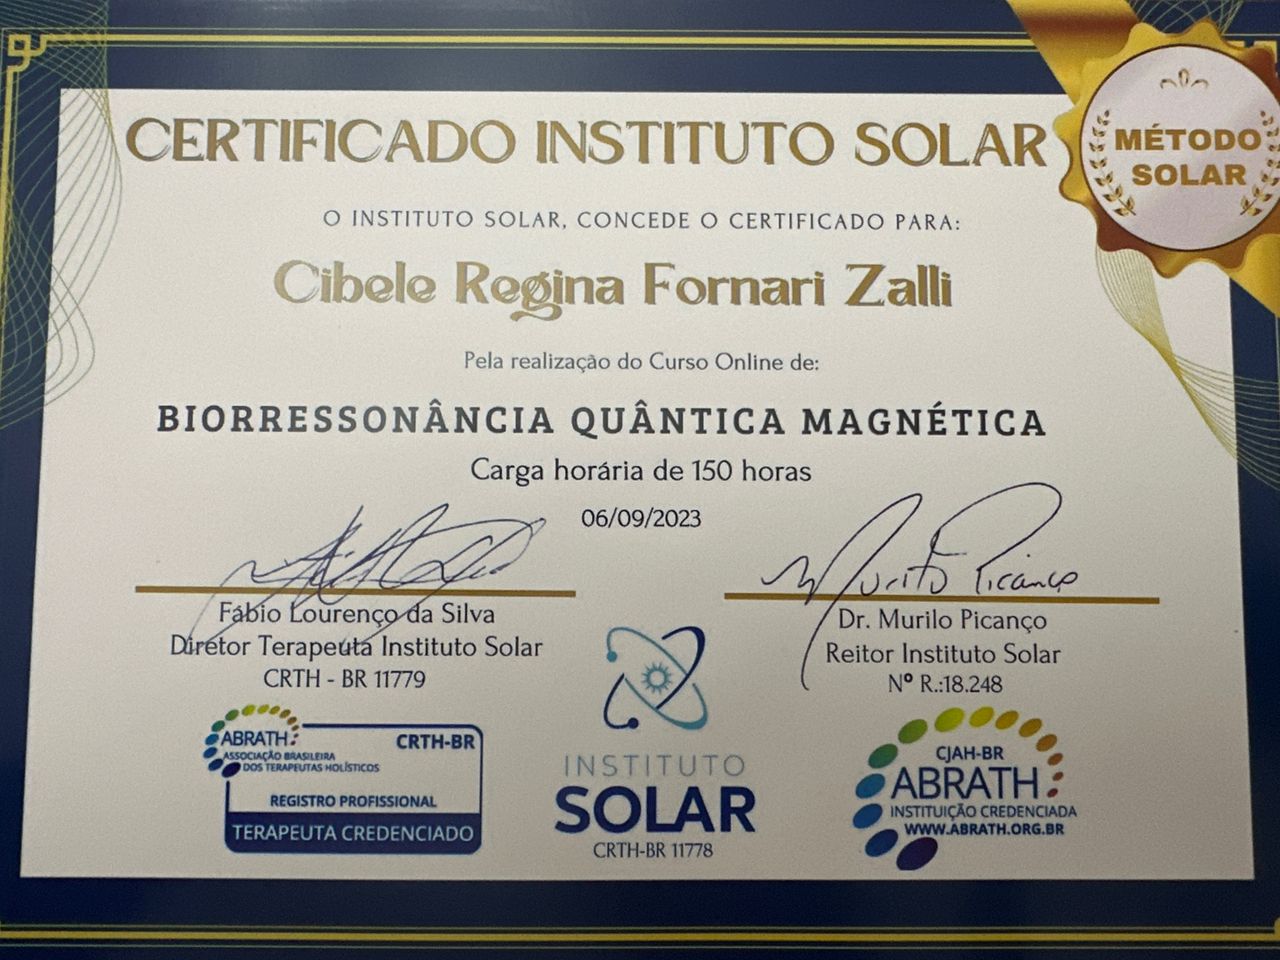 CERTIFICADO INSTITUTO SOLAR
MÉTODO
SOLAR
O INSTITUTO SOLAR, CONCEDE O CERTIFICADO PARA:
Cibele Regina Fornari Zalli
Pela realização do Curso Online de:
BIORRESSONÂNCIA QUÂNTICA MAGNÉTICA
Carga horária de 150 horas
06/09/2023
Murilo Picanço
Fábio Lourenço da Silva
Diretor Terapeuta Instituto Solar
CRTH - BR 11779
Dr. Murilo Picanço
Reitor Instituto Solar
Nº R.:18.248
ABRATH
ASSOCIAÇÃO BRASILEIRA
DOS TERAPEUTAS HOLÍSTICOS
CRTH-BR
REGISTRO PROFISSIONAL
TERAPEUTA CREDENCIADO
INSTITUTO
SOLAR
CRTH-BR 11778
CJAH-BR
ABRATH
INSTITUIÇÃO CREDENCIADA
WWW.ABRATH.ORG.BR